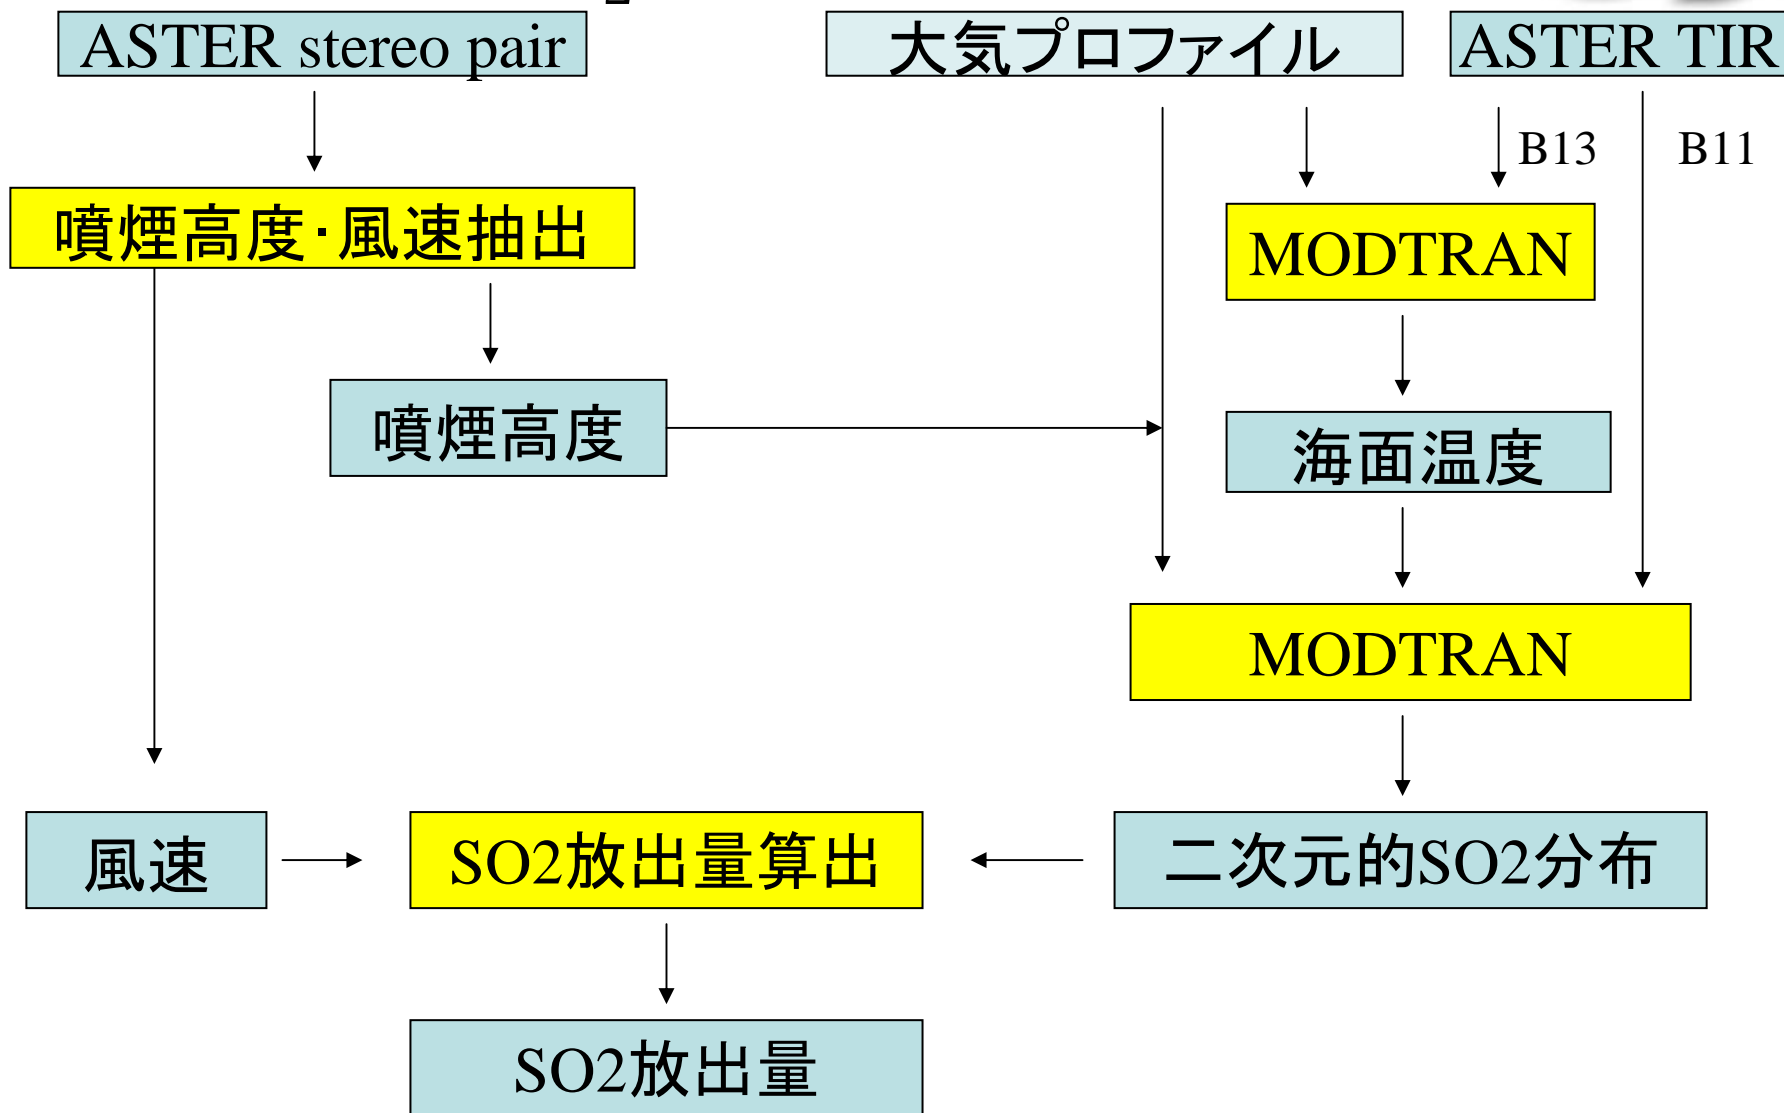 ASTER stereo pair
大気プロファイル
ASTER TIR
B13
B11
噴煙高度・風速抽出
MODTRAN
噴煙高度
海面温度
MODTRAN
風速
SO2放出量算出
二次元的SO2分布
SO2放出量